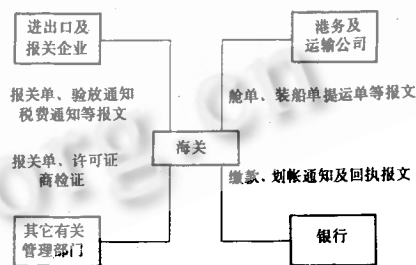 进出口及
报关企业
港务及
运输公司
报关单、验放通知
税费通知等报文
舱单、装船单提运单等报文
海关
报关单、许可证
商检证
缴款、划帐通知及回执报文
其它有关
管理部门
银行
org.cn